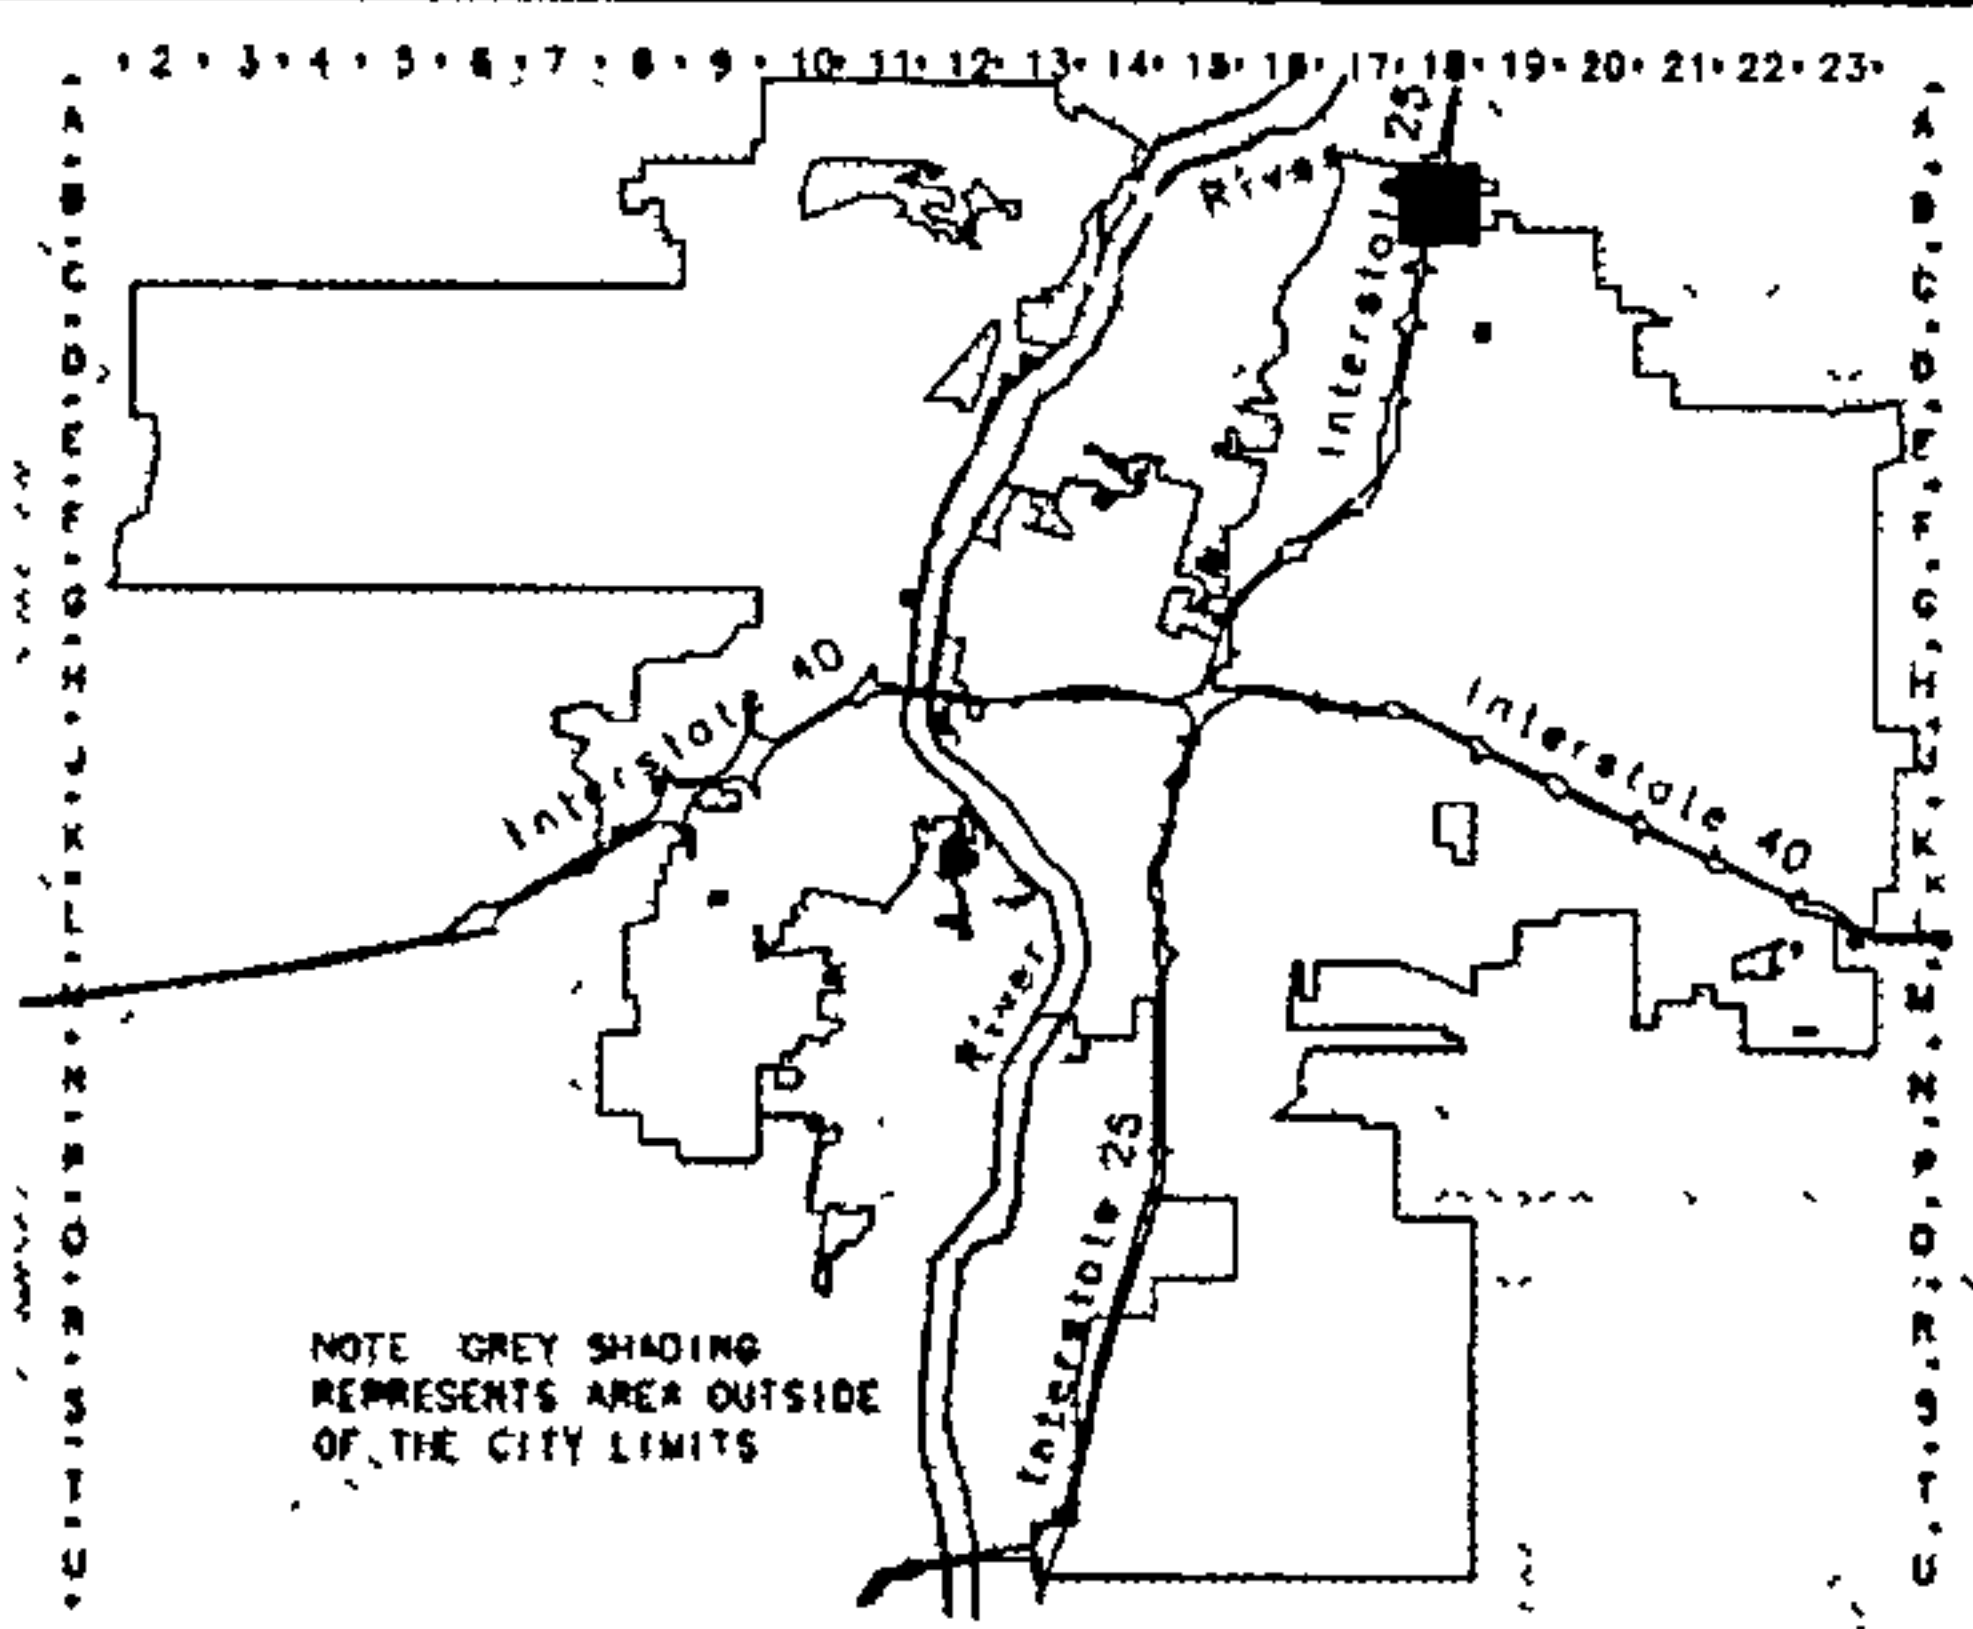 2 3 4 5 6 7 8 9 10 11 12 13 14 15 16 17 18 19 20 21 22 23
A
B
C
D
E
F
G
H
J
K
L
M
N
P
Q
R
S
T
U
River
25
Interstate
Interstate 40
Interstate 40
River
Interstate 25
NOTE GREY SHADING
REPRESENTS AREA OUTSIDE
OF THE CITY LIMITS
A
B
C
D
E
F
G
H
J
K
L
M
N
P
Q
R
S
T
U